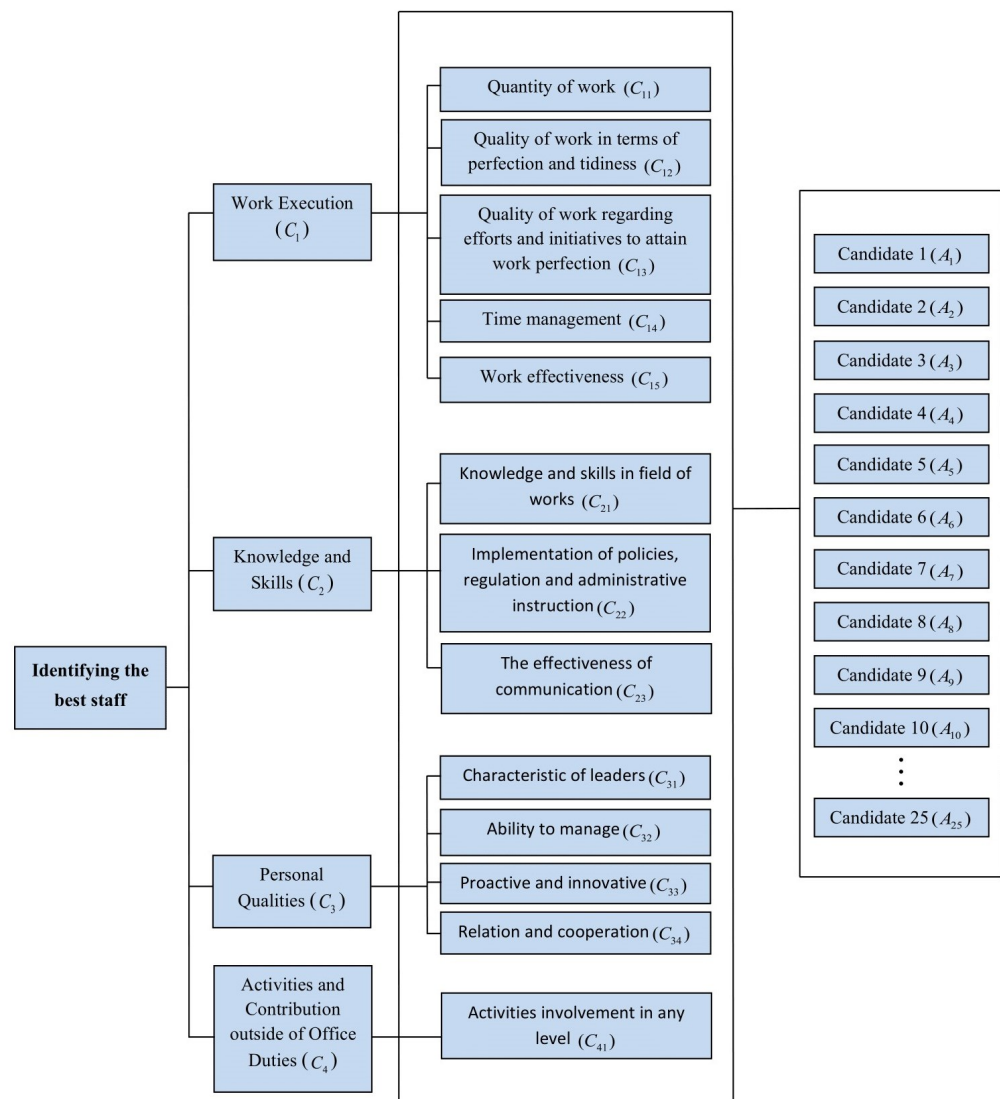 Identifying the
best staff
Work Execution
(C₁)
Knowledge and
Skills (C₂)
Personal
Qualities (C₃)
Activities and
Contribution
outside of Office
Duties (C₄)
Quantity of work (C₁₁)
Quality of work in terms of
perfection and tidiness (C₁₂)
Quality of work regarding
efforts and initiatives to attain
work perfection (C₁₃)
Time management (C₁₄)
Work effectiveness (C₁₅)
Knowledge and skills in field of
works (C₂₁)
Implementation of policies,
regulation and administrative
instruction (C₂₂)
The effectiveness of
communication (C₂₃)
Characteristic of leaders (C₃₁)
Ability to manage (C₃₂)
Proactive and innovative (C₃₃)
Relation and cooperation (C₃₄)
Activities involvement in any
level (C₄₁)
Candidate 1 (A₁)
Candidate 2 (A₂)
Candidate 3 (A₃)
Candidate 4 (A₄)
Candidate 5 (A₅)
Candidate 6 (A₆)
Candidate 7 (A₇)
Candidate 8 (A₈)
Candidate 9 (A₉)
Candidate 10 (A₁₀)
⋮
Candidate 25 (A₂₅)